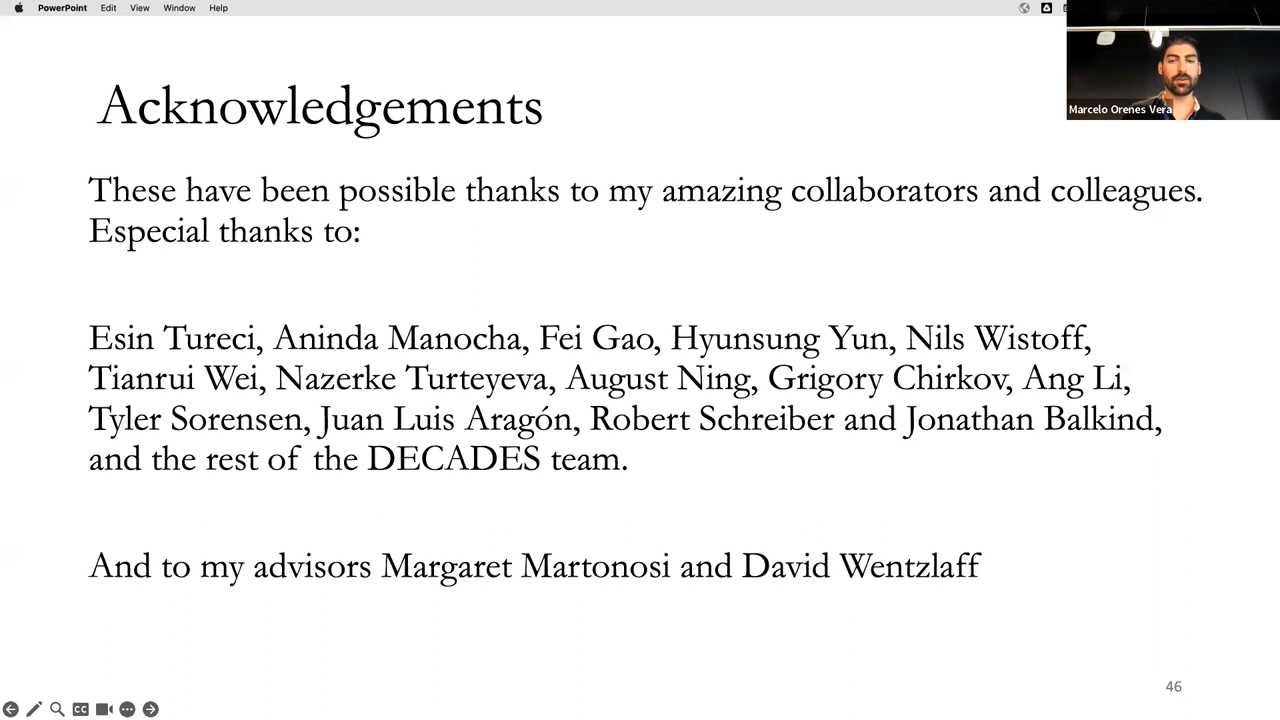 PowerPoint Edit View Window Help
Marcelo Orenes Vera
Acknowledgements
These have been possible thanks to my amazing collaborators and colleagues.
Especial thanks to:
Esin Tureci, Aninda Manocha, Fei Gao, Hyunsung Yun, Nils Wistoff,
Tianrui Wei, Nazerke Turteyeva, August Ning, Grigory Chirkov, Ang Li,
Tyler Sorensen, Juan Luis Aragón, Robert Schreiber and Jonathan Balkind,
and the rest of the DECADES team.
And to my advisors Margaret Martonosi and David Wentzlaff
46
CC